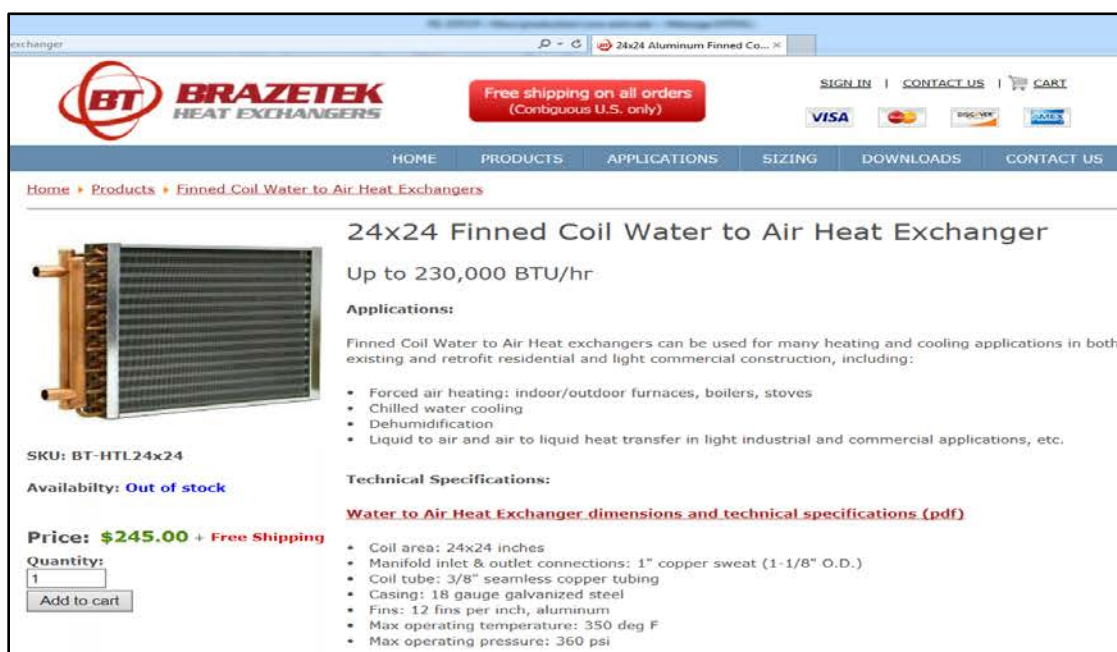 exchanger
24x24 Aluminum Finned Co... ×
BT
BRAZETEK
HEAT EXCHANGERS
Free shipping on all orders
(Contiguous U.S. only)
SIGN IN | CONTACT US | CART
VISA DISCOVER AMEX
HOME PRODUCTS APPLICATIONS SIZING DOWNLOADS CONTACT US
Home ▸ Products ▸ Finned Coil Water to Air Heat Exchangers
24x24 Finned Coil Water to Air Heat Exchanger
Up to 230,000 BTU/hr
Applications:
Finned Coil Water to Air Heat exchangers can be used for many heating and cooling applications in both
existing and retrofit residential and light commercial construction, including:
• Forced air heating: indoor/outdoor furnaces, boilers, stoves
• Chilled water cooling
• Dehumidification
• Liquid to air and air to liquid heat transfer in light industrial and commercial applications, etc.
SKU: BT-HTL24x24
Availabilty: Out of stock
Price: $245.00 + Free Shipping
Quantity:
1
Add to cart
Technical Specifications:
Water to Air Heat Exchanger dimensions and technical specifications (pdf)
• Coil area: 24x24 inches
• Manifold inlet & outlet connections: 1" copper sweat (1-1/8" O.D.)
• Coil tube: 3/8" seamless copper tubing
• Casing: 18 gauge galvanized steel
• Fins: 12 fins per inch, aluminum
• Max operating temperature: 350 deg F
• Max operating pressure: 360 psi